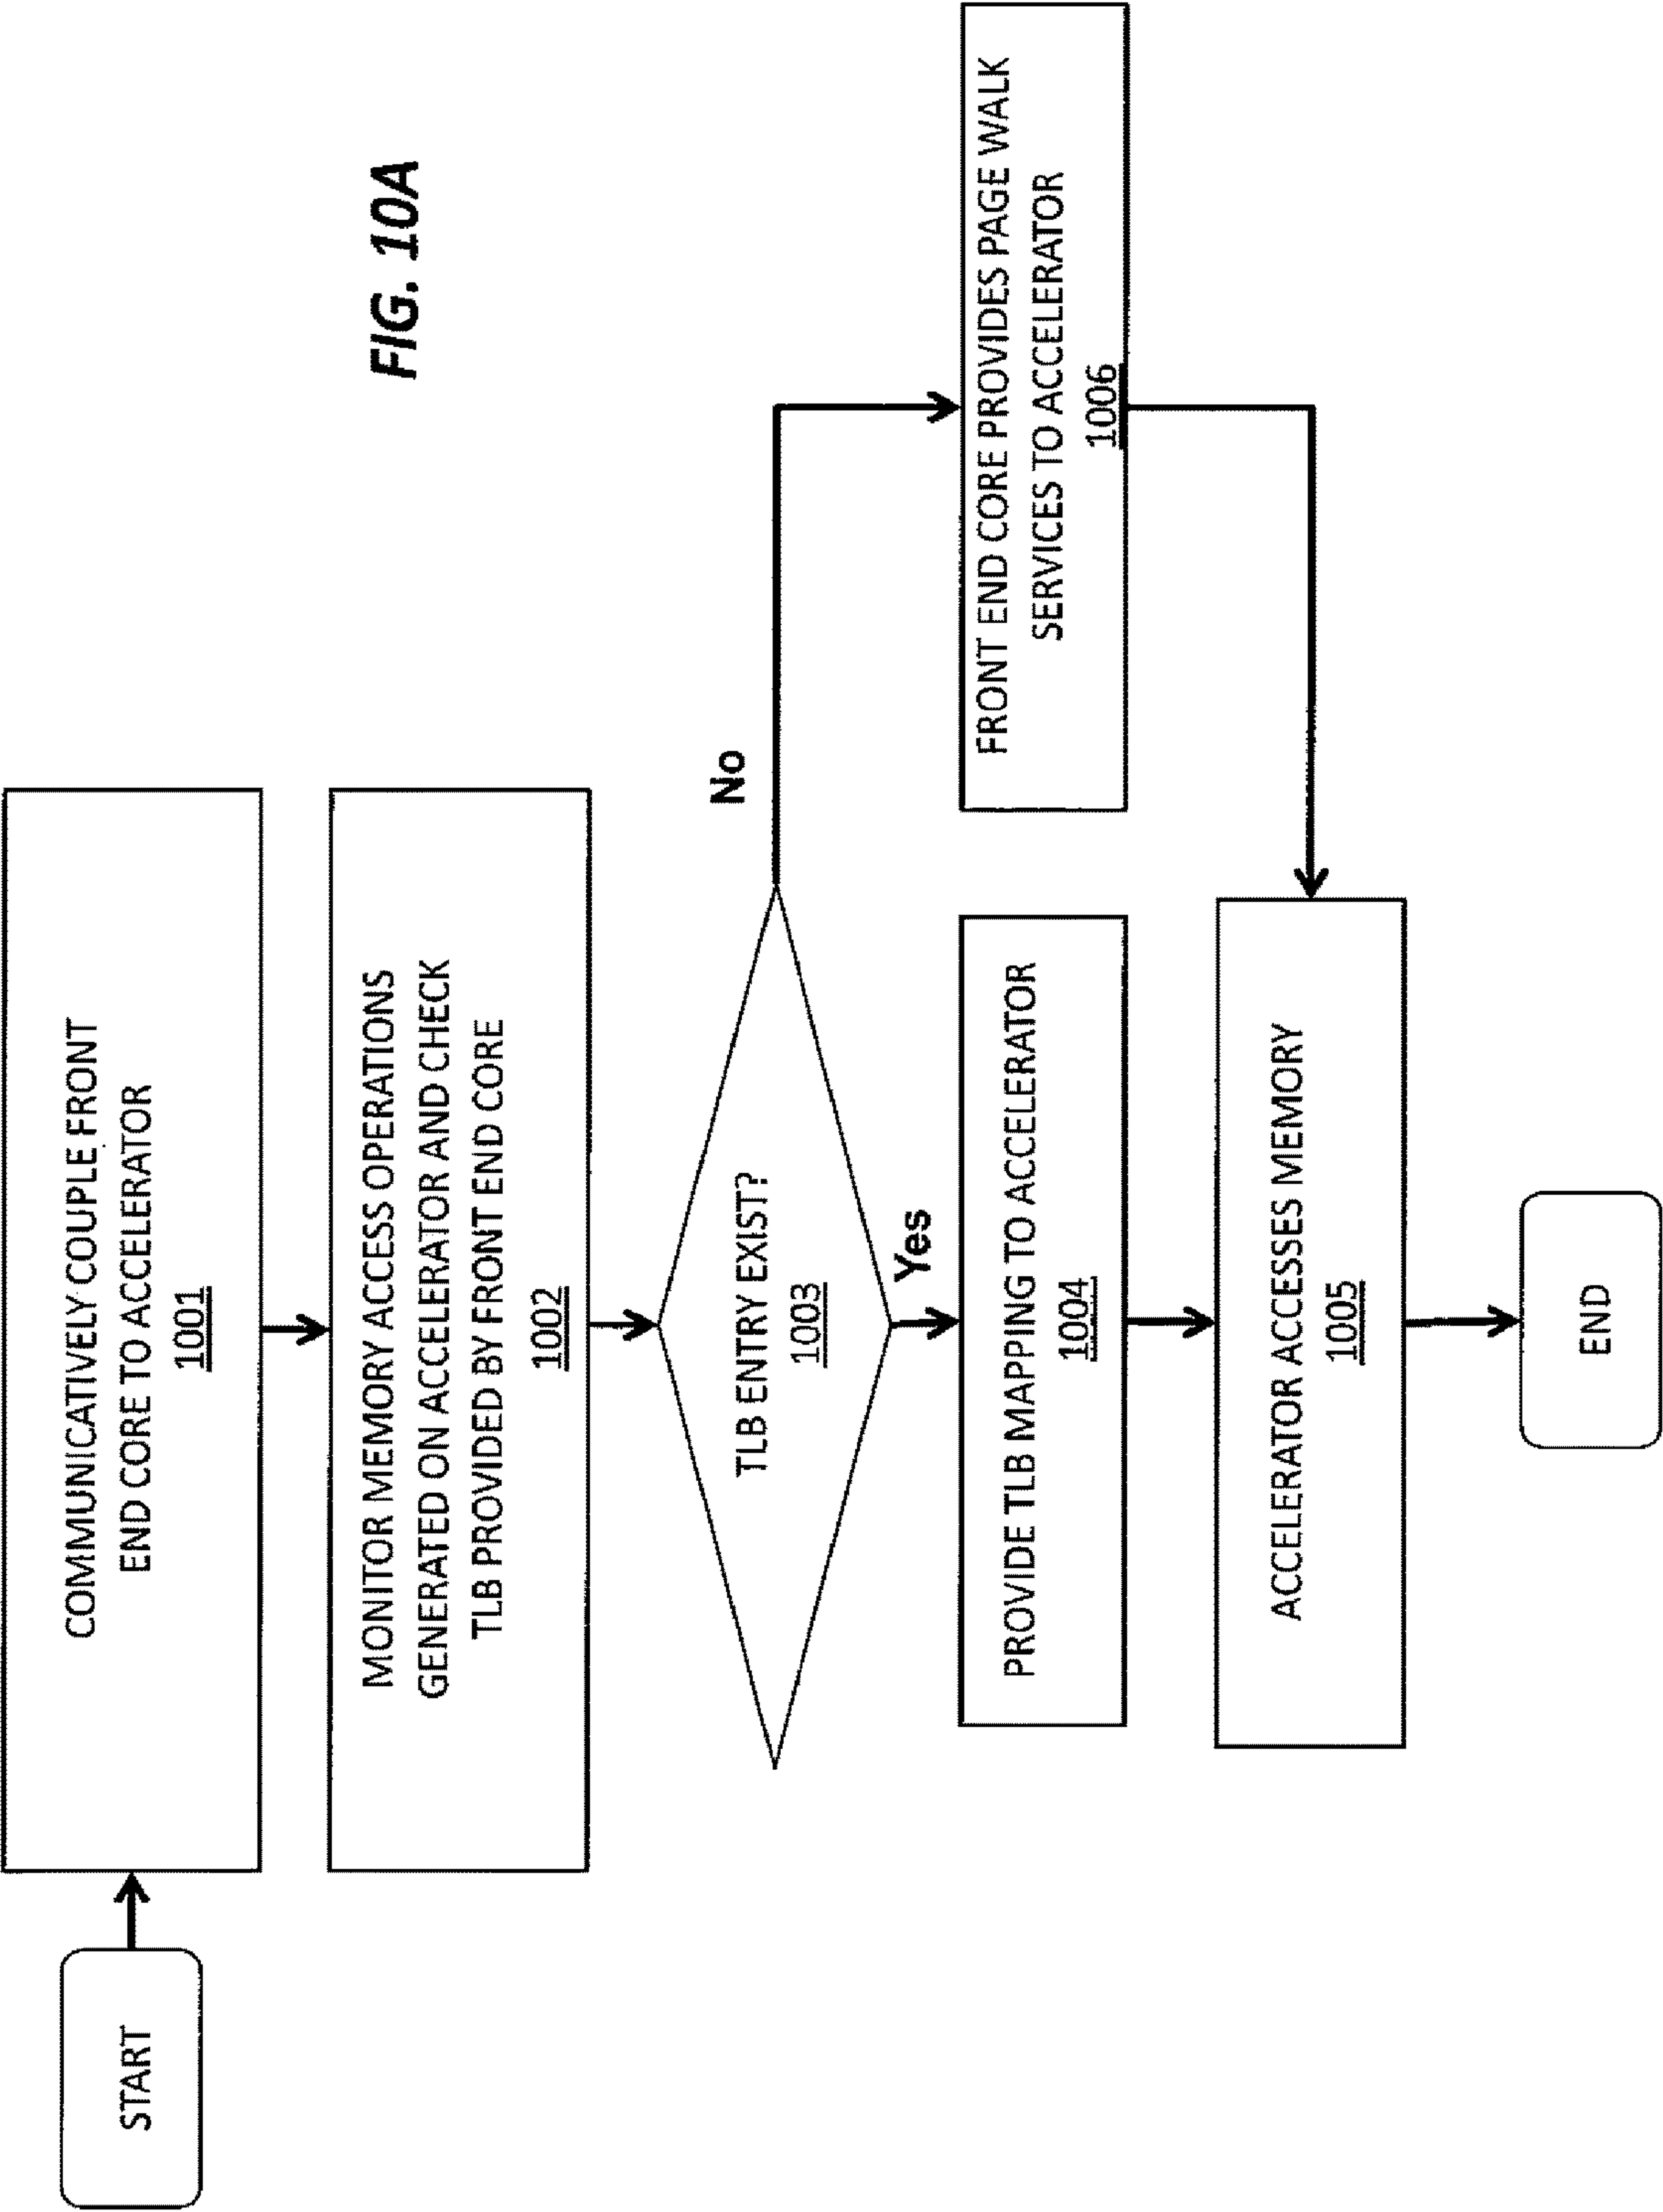 START
COMMUNICATIVELY COUPLE FRONT
END CORE TO ACCELERATOR
1001
MONITOR MEMORY ACCESS OPERATIONS
GENERATED ON ACCELERATOR AND CHECK
TLB PROVIDED BY FRONT END CORE
1002
TLB ENTRY EXIST?
1003
No
Yes
PROVIDE TLB MAPPING TO ACCELERATOR
1004
FRONT END CORE PROVIDES PAGE WALK
SERVICES TO ACCELERATOR
1006
ACCELERATOR ACCESSES MEMORY
1005
END
FIG. 10A